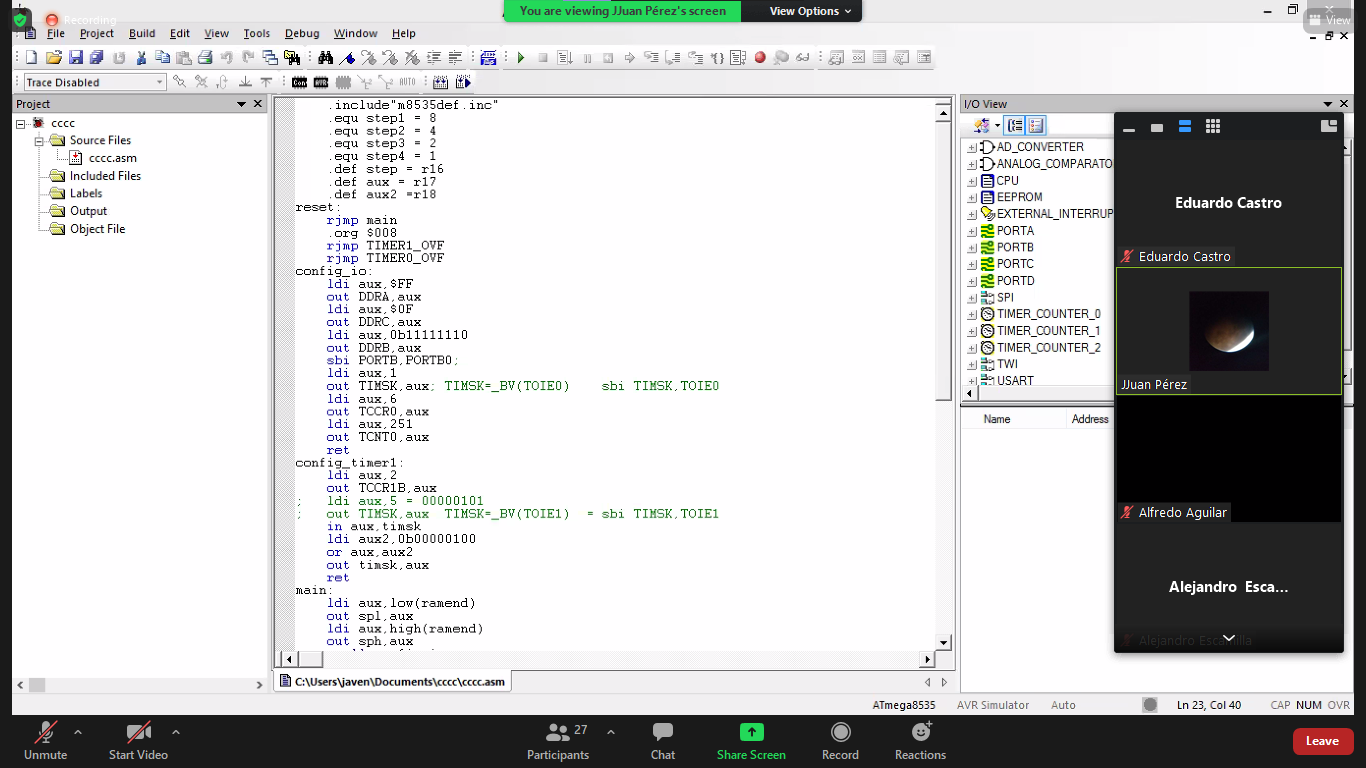 You are viewing JJuan Pérez's screen
View Options
Recording
View
File Project Build Edit View Tools Debug Window Help
Trace Disabled
AUTO
Project
cccc
Source Files
cccc.asm
Included Files
Labels
Output
Object File
.include"m8535def.inc"
.equ step1 = 8
.equ step2 = 4
.equ step3 = 2
.equ step4 = 1
.def step = r16
.def aux = r17
.def aux2 =r18
reset:
rjmp main
.org $008
rjmp TIMER1_OVF
rjmp TIMER0_OVF
config_io:
ldi aux,$FF
out DDRA,aux
ldi aux,$0F
out DDRC,aux
ldi aux,0b11111110
out DDRB,aux
sbi PORTB,PORTB0;
ldi aux,1
out TIMSK,aux; TIMSK=_BV(TOIE0) sbi TIMSK,TOIE0
ldi aux,6
out TCCR0,aux
ldi aux,251
out TCNT0,aux
ret
config_timer1:
ldi aux,2
out TCCR1B,aux
; ldi aux,5 = 00000101
; out TIMSK,aux TIMSK=_BV(TOIE1) = sbi TIMSK,TOIE1
in aux,timsk
ldi aux2,0b00000100
or aux,aux2
out timsk,aux
ret
main:
ldi aux,low(ramend)
out spl,aux
ldi aux,high(ramend)
out sph,aux
C:\Users\javen\Documents\cccc\cccc.asm
I/O View
AD_CONVERTER
ANALOG_COMPARATO
CPU
EEPROM
EXTERNAL_INTERRUP
PORTA
PORTB
PORTC
PORTD
SPI
TIMER_COUNTER_0
TIMER_COUNTER_1
TIMER_COUNTER_2
TWI
USART
Name Address
Eduardo Castro
Eduardo Castro
JJuan Pérez
Alfredo Aguilar
Alejandro Esca...
Alejandro Escamilla
ATmega8535 AVR Simulator Auto Ln 23, Col 40 CAP NUM OVR
Unmute
Start Video
27
Participants
Chat
Share Screen
Record
Reactions
Leave